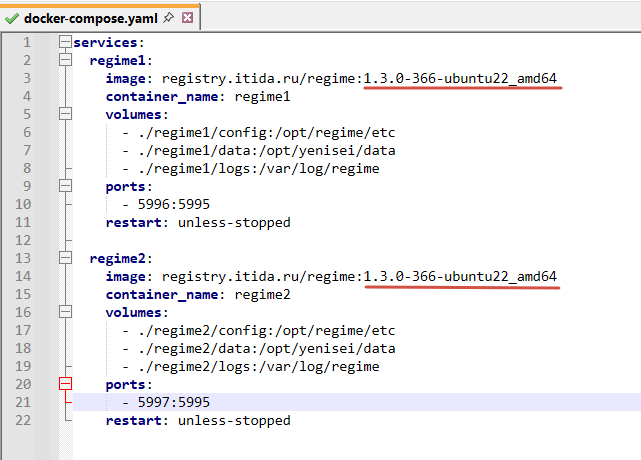 docker-compose.yaml
1 services:
2   regime1:
3     image: registry.itida.ru/regime:1.3.0-366-ubuntu22_amd64
4     container_name: regime1
5     volumes:
6       - ./regime1/config:/opt/regime/etc
7       - ./regime1/data:/opt/yenisei/data
8       - ./regime1/logs:/var/log/regime
9     ports:
10       - 5996:5995
11     restart: unless-stopped
12
13   regime2:
14     image: registry.itida.ru/regime:1.3.0-366-ubuntu22_amd64
15     container_name: regime2
16     volumes:
17       - ./regime2/config:/opt/regime/etc
18       - ./regime2/data:/opt/yenisei/data
19       - ./regime2/logs:/var/log/regime
20     ports:
21       - 5997:5995
22     restart: unless-stopped